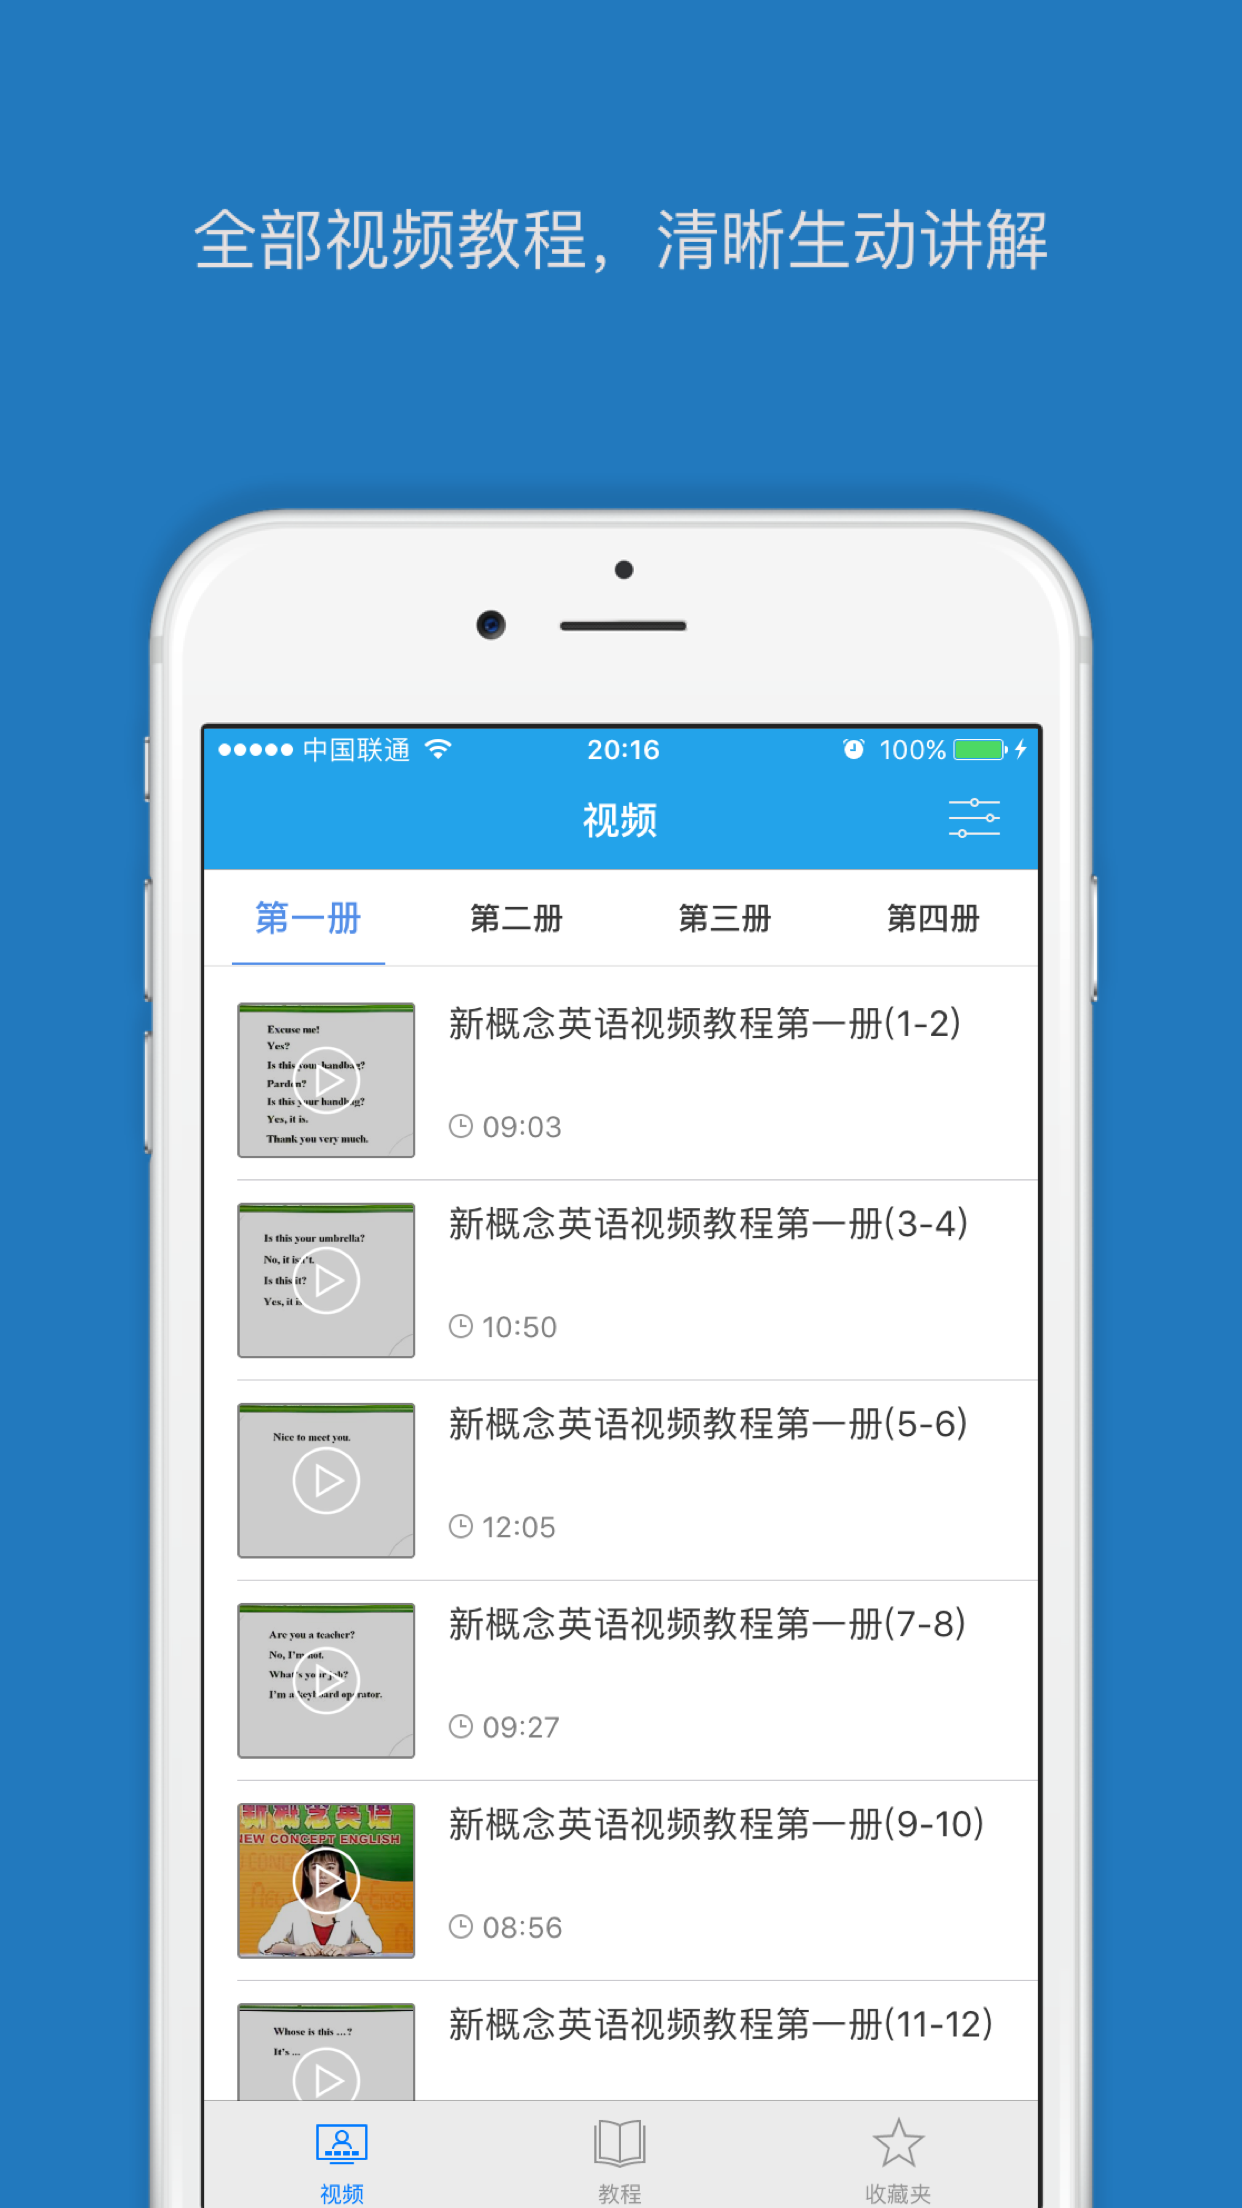 全部视频教程，清晰生动讲解
中国联通 20:16 100%
视频
第一册 第二册 第三册 第四册
Excuse me!
Yes?
Is this your handbag?
Pardon?
Is this your handbag?
Yes, it is.
Thank you very much.
新概念英语视频教程第一册(1-2)
09:03
Is this your umbrella?
No, it isn't.
Is this it?
Yes, it is.
新概念英语视频教程第一册(3-4)
10:50
Nice to meet you.
新概念英语视频教程第一册(5-6)
12:05
Are you a teacher?
No, I'm not.
What's your job?
I'm a keyboard operator.
新概念英语视频教程第一册(7-8)
09:27
新概念英语
NEW CONCEPT ENGLISH
新概念英语视频教程第一册(9-10)
08:56
Whose is this ...?
It's ...
新概念英语视频教程第一册(11-12)
视频 教程 收藏夹